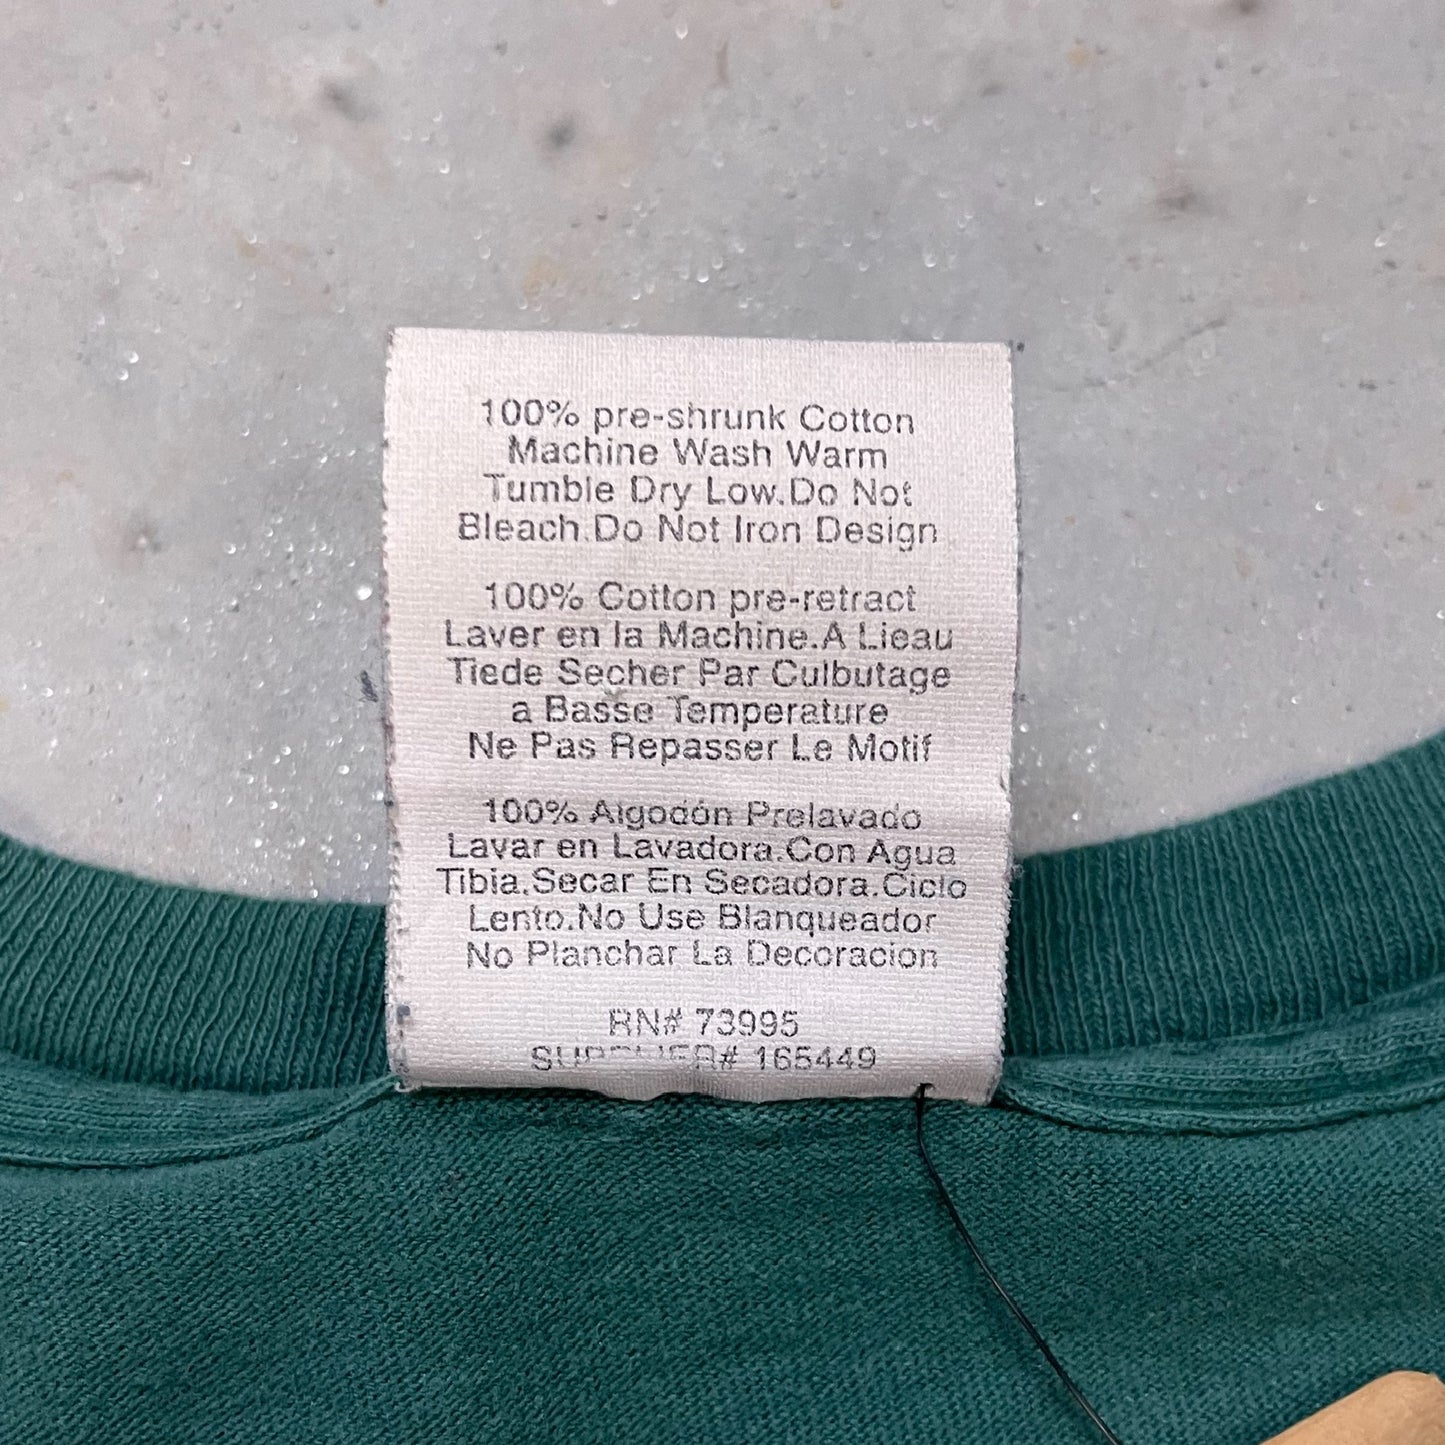 100% pre-shrunk Cotton
Machine Wash Warm
Tumble Dry Low.Do Not
Bleach.Do Not Iron Design
100% Cotton pre-retract
Laver en la Machine.A Lieau
Tiede Secher Par Culbutage
a Basse Temperature
Ne Pas Repasser Le Motif
100% Algodón Prelavado
Lavar en Lavadora.Con Agua
Tibia.Secar En Secadora.Ciclo
Lento.No Use Blanqueador
No Planchar La Decoracion
RN# 73995
SUPPLIER# 165449